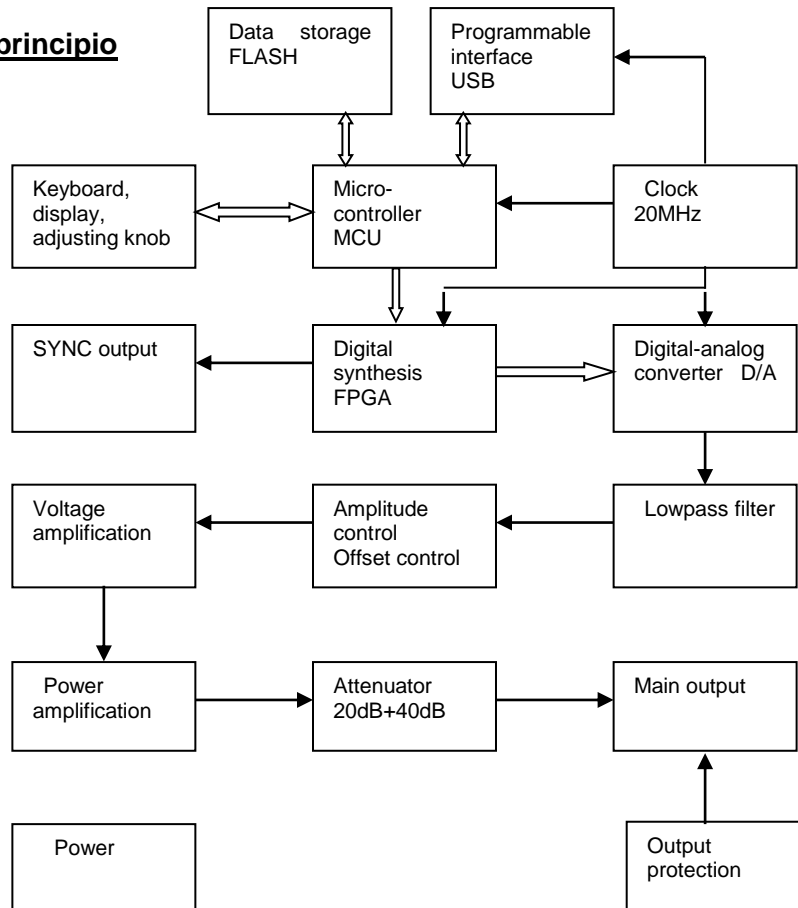 principio
Data storage
FLASH
Programmable
interface
USB
Keyboard,
display,
adjusting knob
Micro-
controller
MCU
Clock
20MHz
SYNC output
Digital
synthesis
FPGA
Digital-analog
converter D/A
Voltage
amplification
Amplitude
control
Offset control
Lowpass filter
Power
amplification
Attenuator
20dB+40dB
Main output
Power
Output
protection